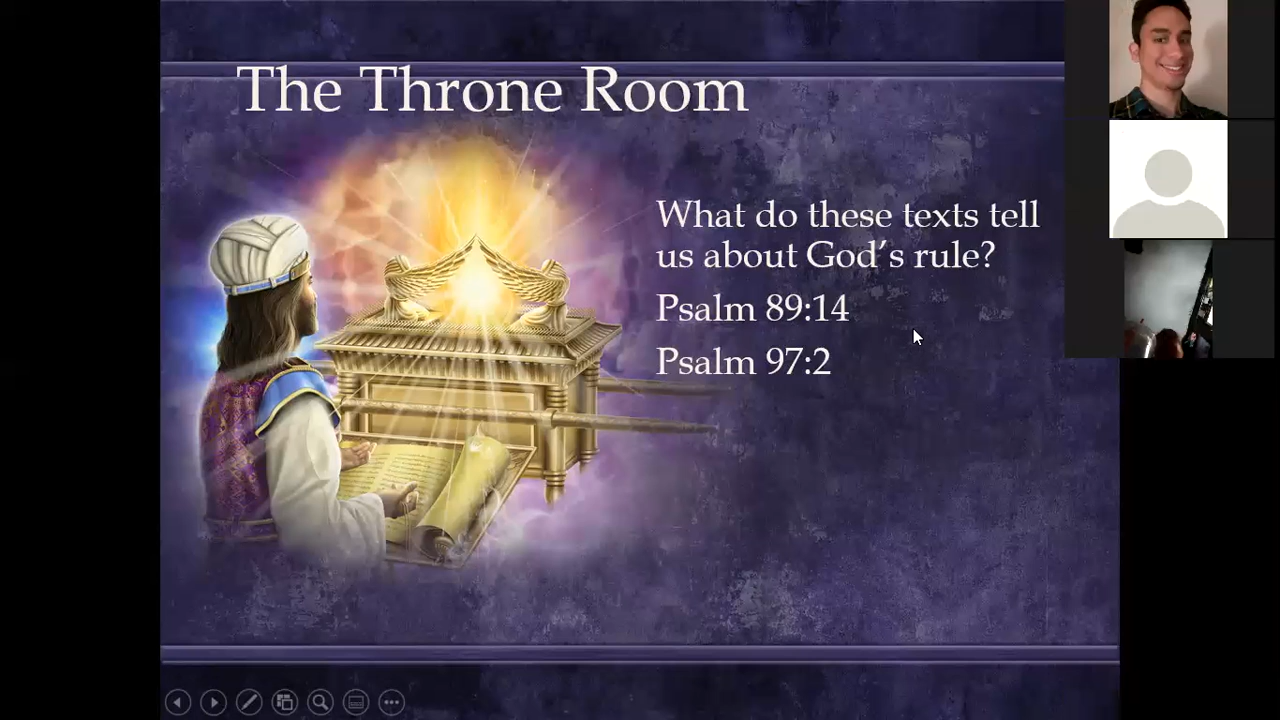 The Throne Room
What do these texts tell
us about God's rule?
Psalm 89:14
Psalm 97:2